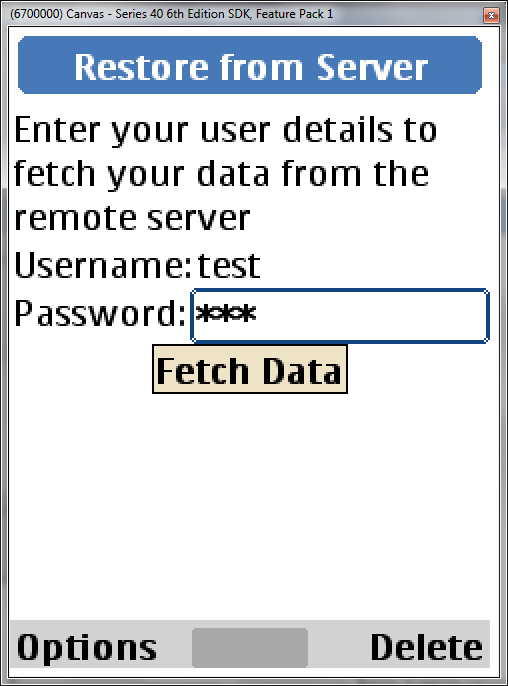 (6700000) Canvas - Series 40 6th Edition SDK, Feature Pack 1
Restore from Server
Enter your user details to
fetch your data from the
remote server
Username: test
Password: ***
Fetch Data
Options Delete